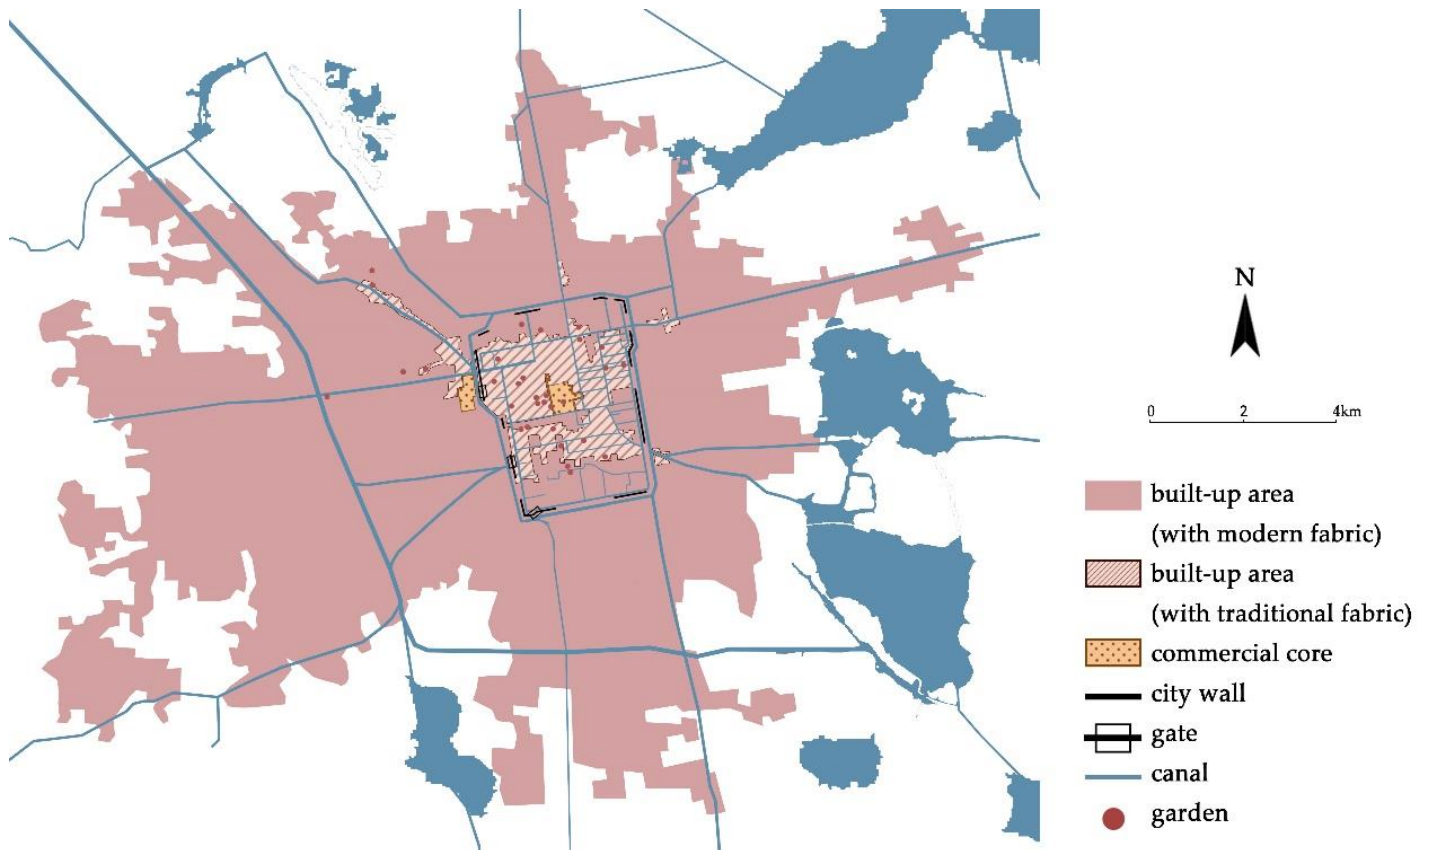 N
0 2 4km
built-up area
(with modern fabric)
built-up area
(with traditional fabric)
commercial core
city wall
gate
canal
garden